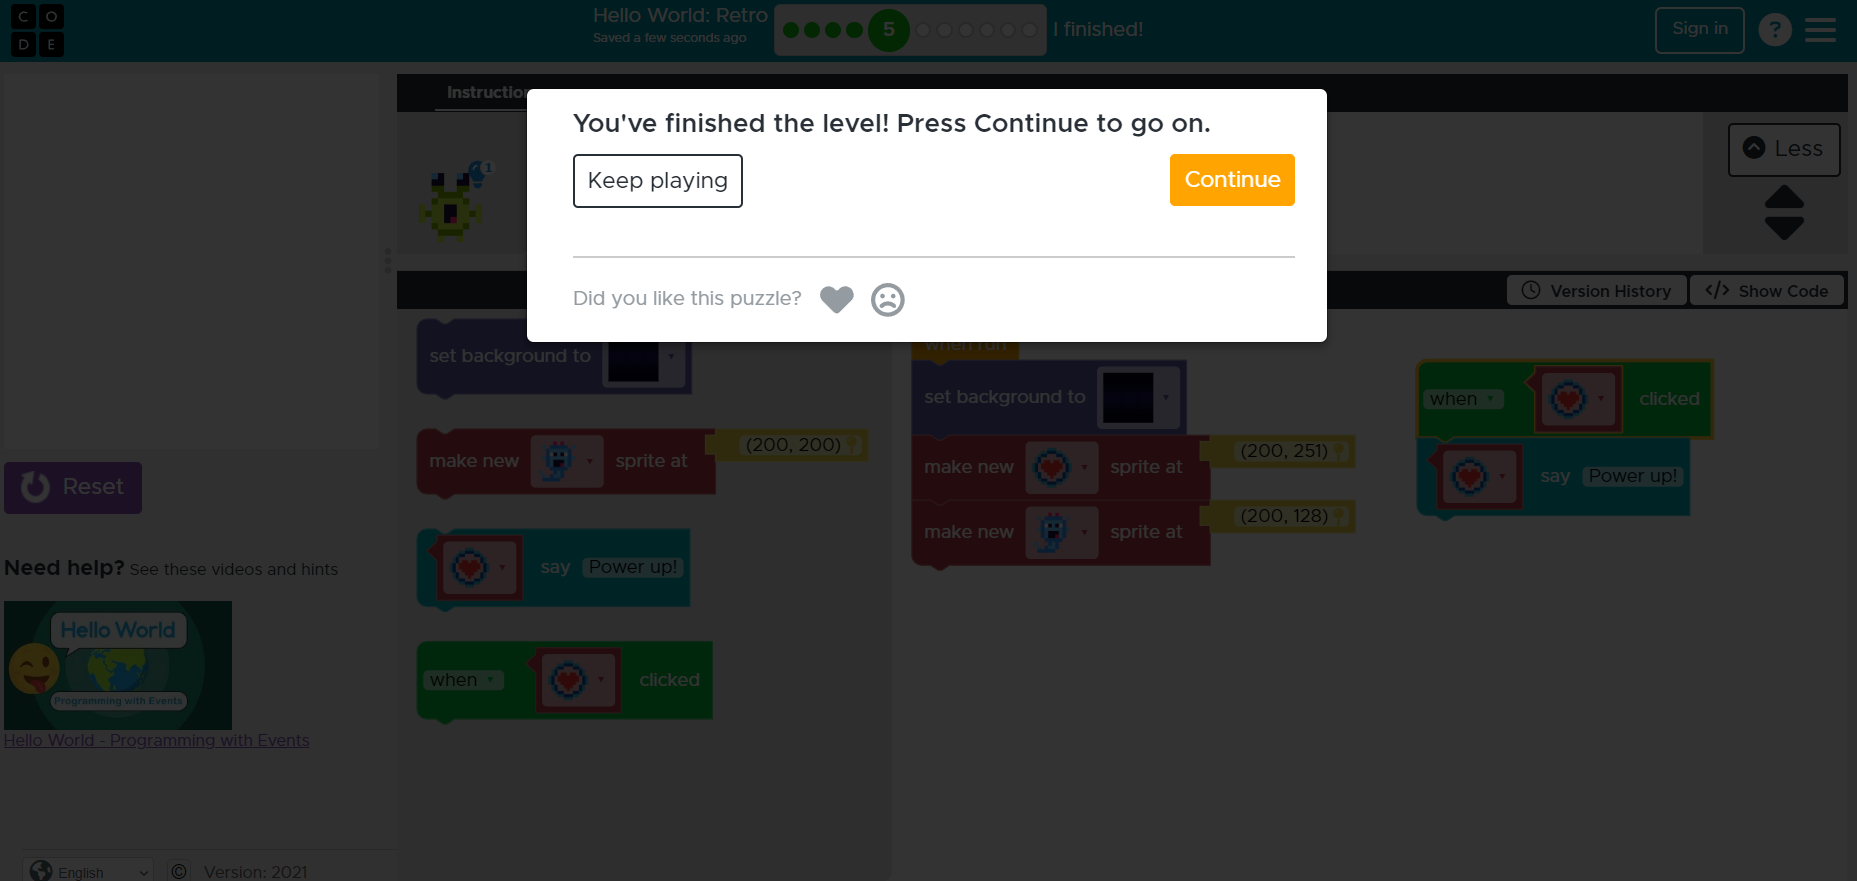 C O
D E
Hello World: Retro
Saved a few seconds ago
5
I finished!
Sign in
?
You've finished the level! Press Continue to go on.
Keep playing
Continue
Did you like this puzzle?
1
Less
Version History
</> Show Code
Reset
Need help? See these videos and hints
Hello World
Programming with Events
Hello World - Programming with Events
English
© Version: 2021
set background to
make new sprite at (200, 200)
say Power up!
when clicked
when run
set background to
make new sprite at (200, 251)
make new sprite at (200, 128)
when clicked
say Power up!